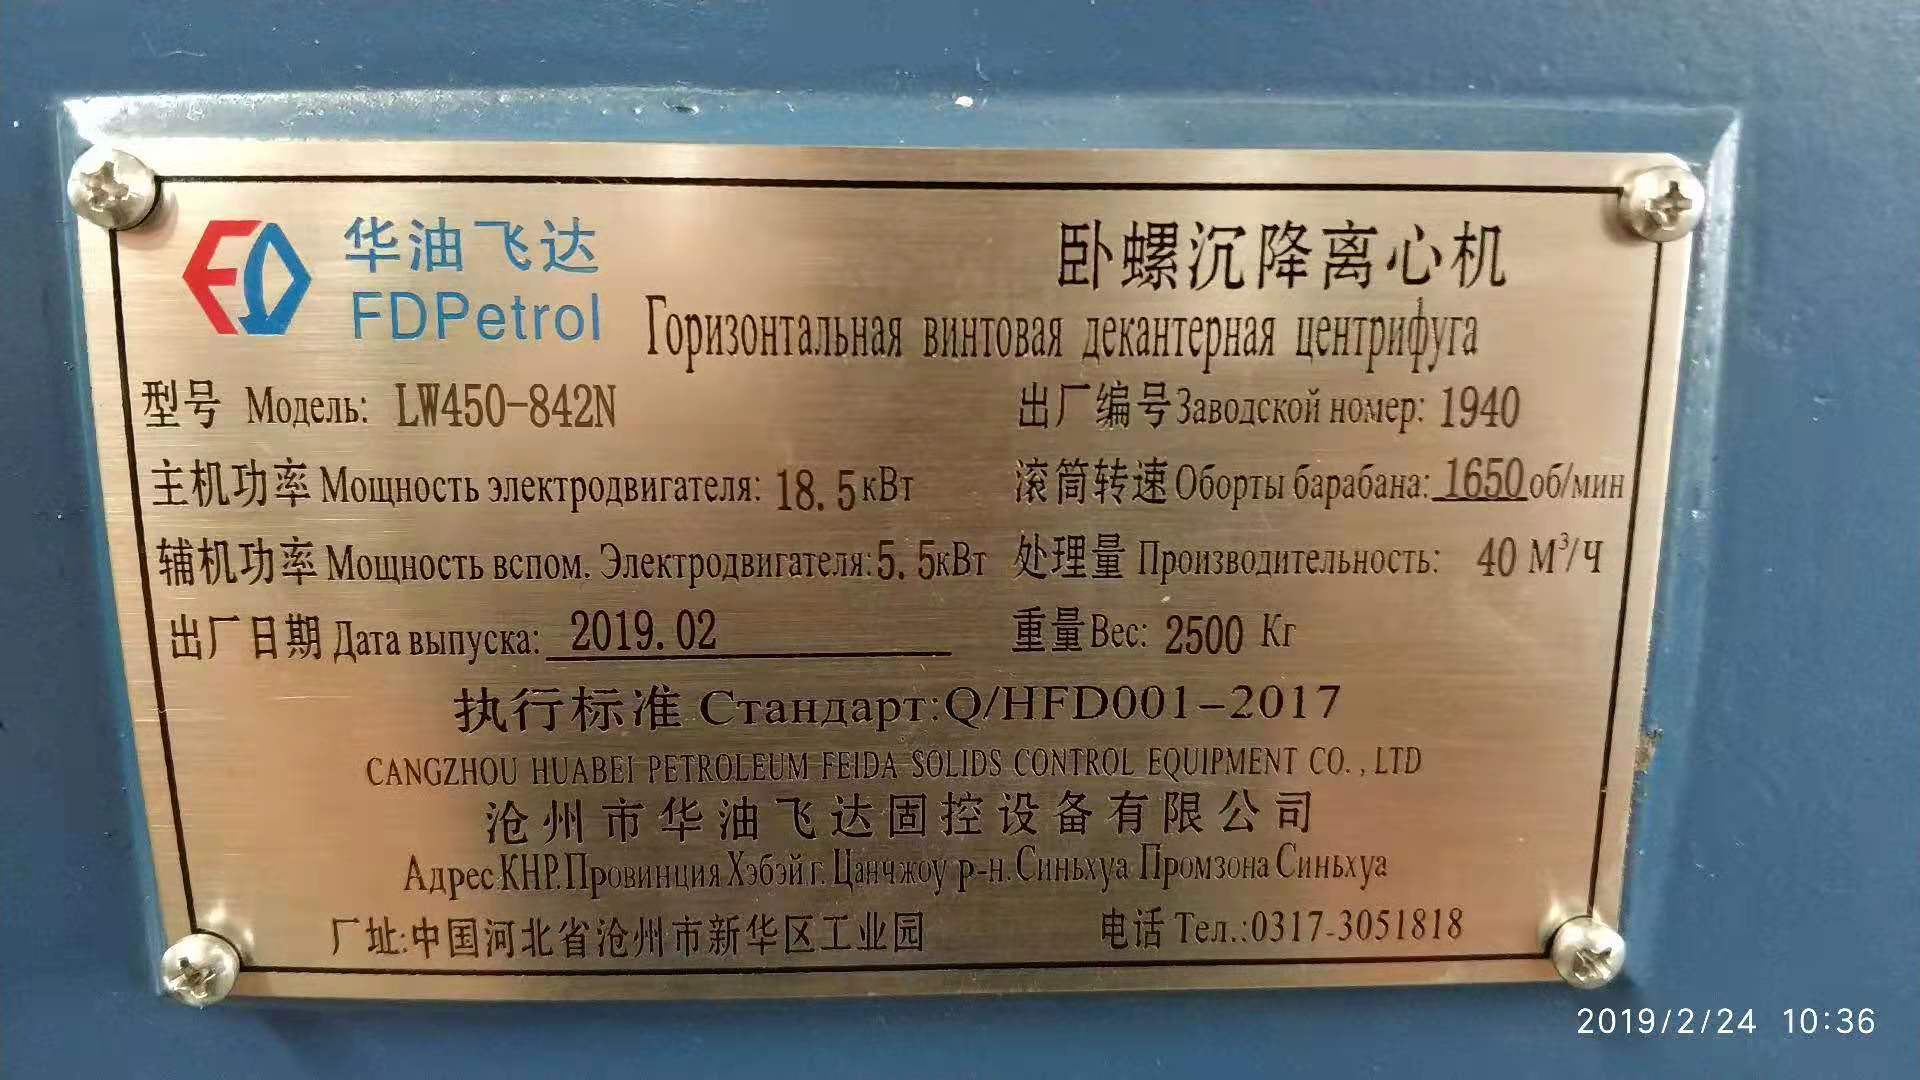 华油飞达
FDPetrol
卧螺沉降离心机
Горизонтальная винтовая декантерная центрифуга
型号 Модель: LW450-842N
出厂编号 Заводской номер: 1940
主机功率 Мощность электродвигателя: 18.5кВт
滚筒转速 Оборты барабана: 1650 об/мин
辅机功率 Мощность вспом. Электродвигателя:5.5кВт
处理量 Производительность: 40 М³/Ч
出厂日期 Дата выпуска: 2019.02
重量 Вес: 2500 Кг
执行标准 Стандарт:Q/HFD001-2017
CANGZHOU HUABEI PETROLEUM FEIDA SOLIDS CONTROL EQUIPMENT CO.,LTD
沧州市华油飞达固控设备有限公司
Адрес:КНР.Провинция Хэбэй г. Цанчжоу р-н. Синьхуа Промзона Синьхуа
厂址:中国河北省沧州市新华区工业园
电话 Тел.:0317-3051818
2019/2/24 10:36